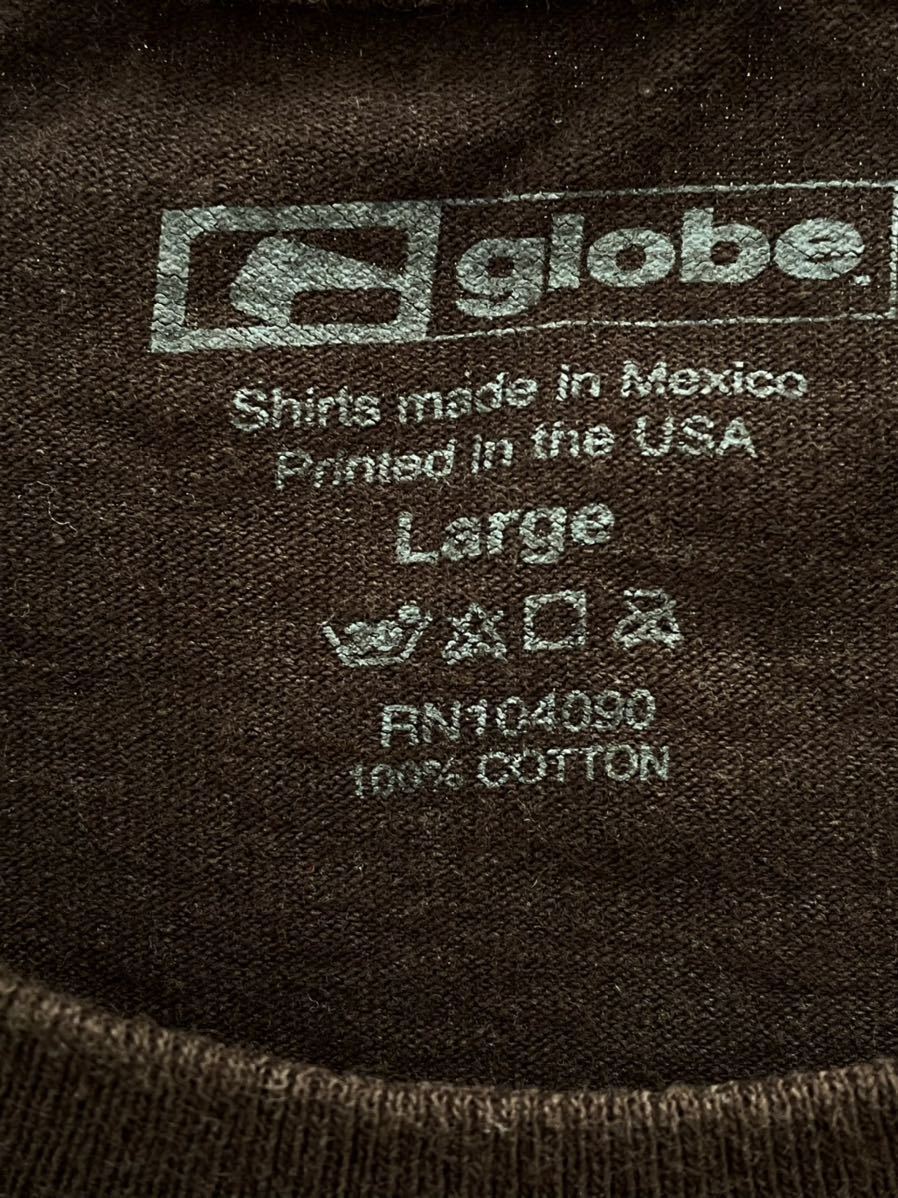 globe.
Shirts made in Mexico
Printed in the USA
Large
RN104090
100% COTTON